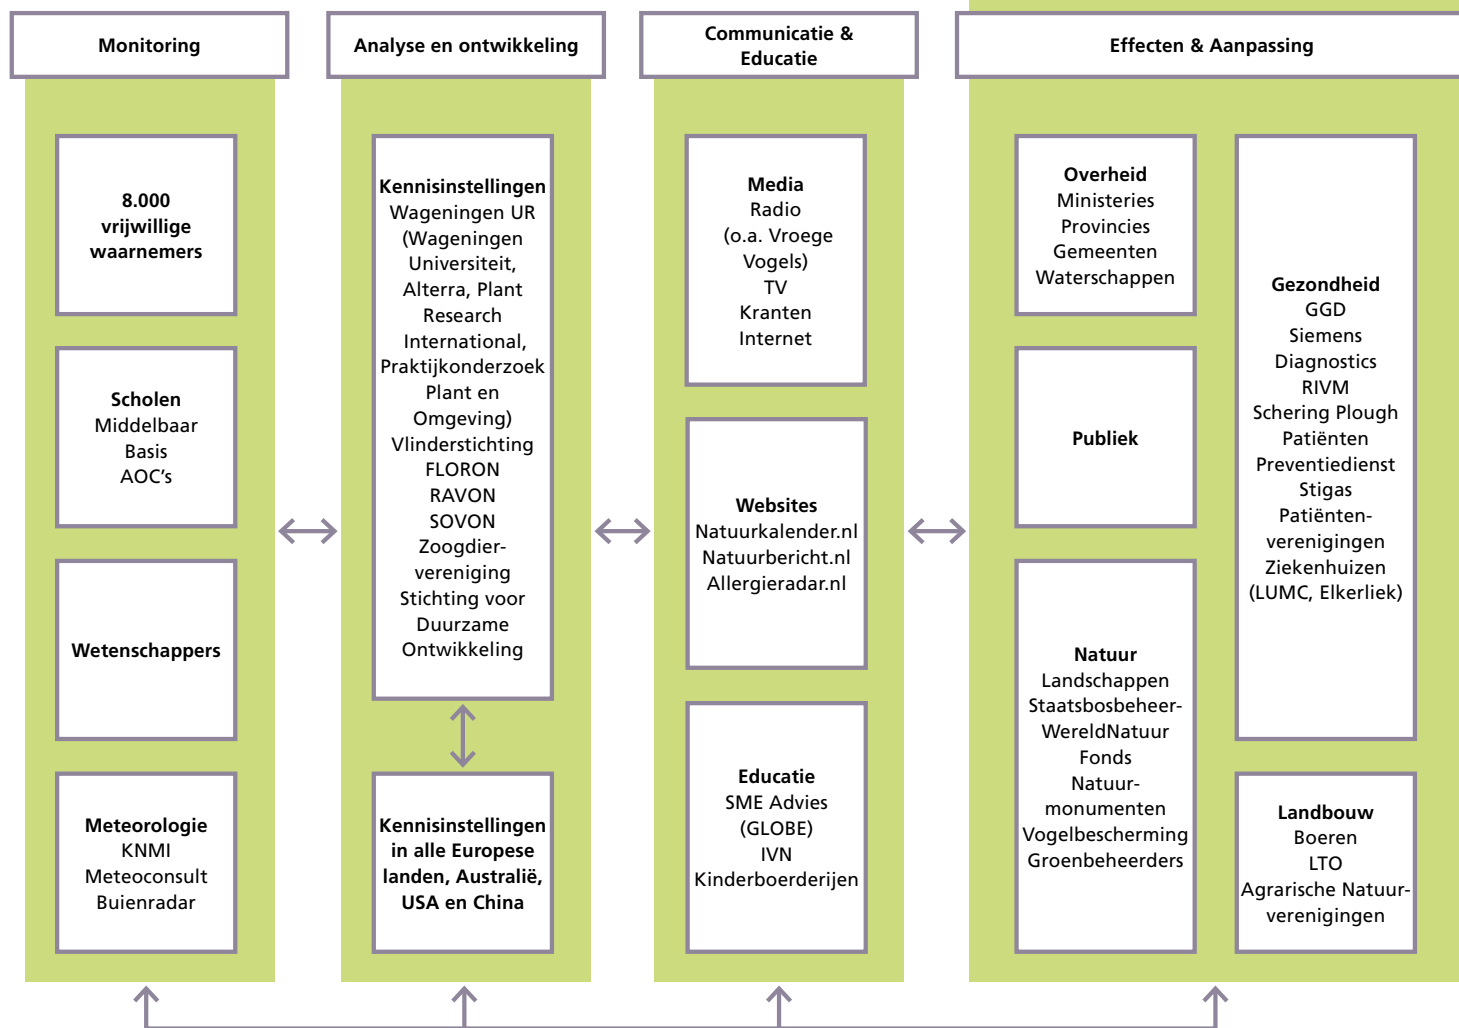 Monitoring
Analyse en ontwikkeling
Communicatie &
Educatie
Effecten & Aanpassing
8.000
vrijwillige
waarnemers
Scholen
Middelbaar
Basis
AOC’s
Wetenschappers
Meteorologie
KNMI
Meteoconsult
Buienradar
Kennisinstellingen
Wageningen UR
(Wageningen
Universiteit,
Alterra, Plant
Research
International,
Praktijkonderzoek
Plant en
Omgeving)
Vlinderstichting
FLORON
RAVON
SOVON
Zoogdier-
vereniging
Stichting voor
Duurzame
Ontwikkeling
Kennisinstellingen
in alle Europese
landen, Australië,
USA en China
Media
Radio
(o.a. Vroege
Vogels)
TV
Kranten
Internet
Websites
Natuurkalender.nl
Natuurbericht.nl
Allergieradar.nl
Educatie
SME Advies
(GLOBE)
IVN
Kinderboerderijen
Overheid
Ministeries
Provincies
Gemeenten
Waterschappen
Publiek
Natuur
Landschappen
Staatsbosbeheer-
WereldNatuur
Fonds
Natuur-
monumenten
Vogelbescherming
Groenbeheerders
Gezondheid
GGD
Siemens
Diagnostics
RIVM
Schering Plough
Patiënten
Preventiedienst
Stigas
Patiënten-
verenigingen
Ziekenhuizen
(LUMC, Elkerliek)
Landbouw
Boeren
LTO
Agrarische Natuur-
verenigingen